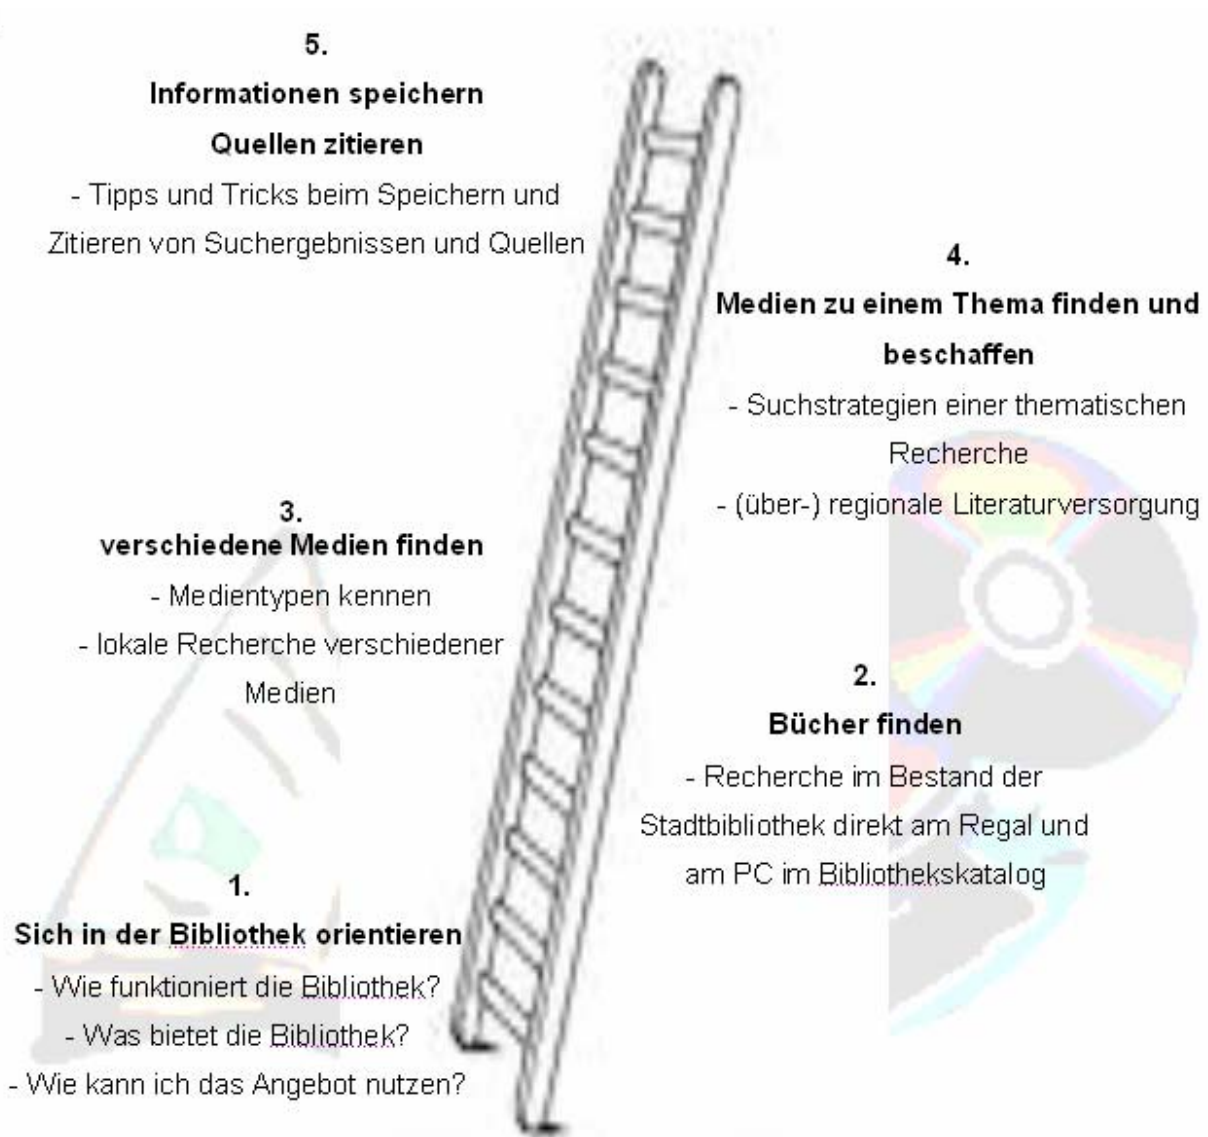 5.
Informationen speichern
Quellen zitieren
- Tipps und Tricks beim Speichern und
Zitieren von Suchergebnissen und Quellen
4.
Medien zu einem Thema finden und
beschaffen
- Suchstrategien einer thematischen
Recherche
- (über-) regionale Literaturversorgung
3.
verschiedene Medien finden
- Medientypen kennen
- lokale Recherche verschiedener
Medien
2.
Bücher finden
- Recherche im Bestand der
Stadtbibliothek direkt am Regal und
am PC im Bibliothekskatalog
1.
Sich in der Bibliothek orientieren
- Wie funktioniert die Bibliothek?
- Was bietet die Bibliothek?
- Wie kann ich das Angebot nutzen?